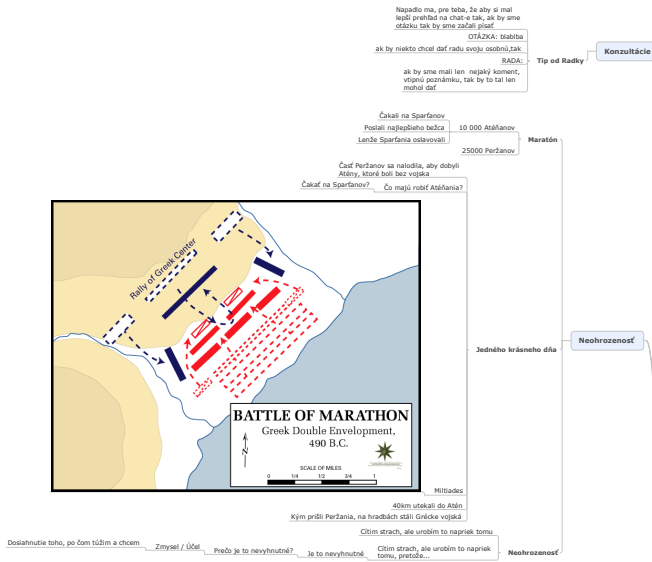 Napadlo ma, pre teba, že aby si mal
lepší prehľad na chat-e tak, ak by sme
otázku tak by sme začali písať
OTÁZKA: blablba
ak by niekto chcel dať radu svoju osobnú,tak
RADA:
ak by sme mali len nejaký koment,
vtipnú poznámku, tak by to tal len
mohol dať
Tip od Radky
Konzultácie
Čakali na Sparťanov
Poslali najlepšieho bežca
Lenže Sparťania oslavovali
10 000 Aténanov
25000 Peržanov
Maratón
Časť Peržanov sa nalodila, aby dobyli
Atény, ktoré boli bez vojska
Čakať na Sparťanov?
Čo majú robiť Aténania?
Rally of Greek Center
BATTLE OF MARATHON
Greek Double Envelopment,
490 B.C.
N
SCALE OF MILES
0 1/4 1/2 3/4 1
Jedného krásneho dňa
Neohrozenosť
Miltiades
40km utekali do Atén
Kým prišli Peržania, na hradbách stáli Grécke vojská
Cítim strach, ale urobím to napriek tomu
Dosiahnutie toho, po čom túžim a chcem
Zmysel / Účel
Prečo je to nevyhnutné?
Je to nevyhnutné
Cítim strach, ale urobím to napriek
tomu, pretože...
Neohrozenosť